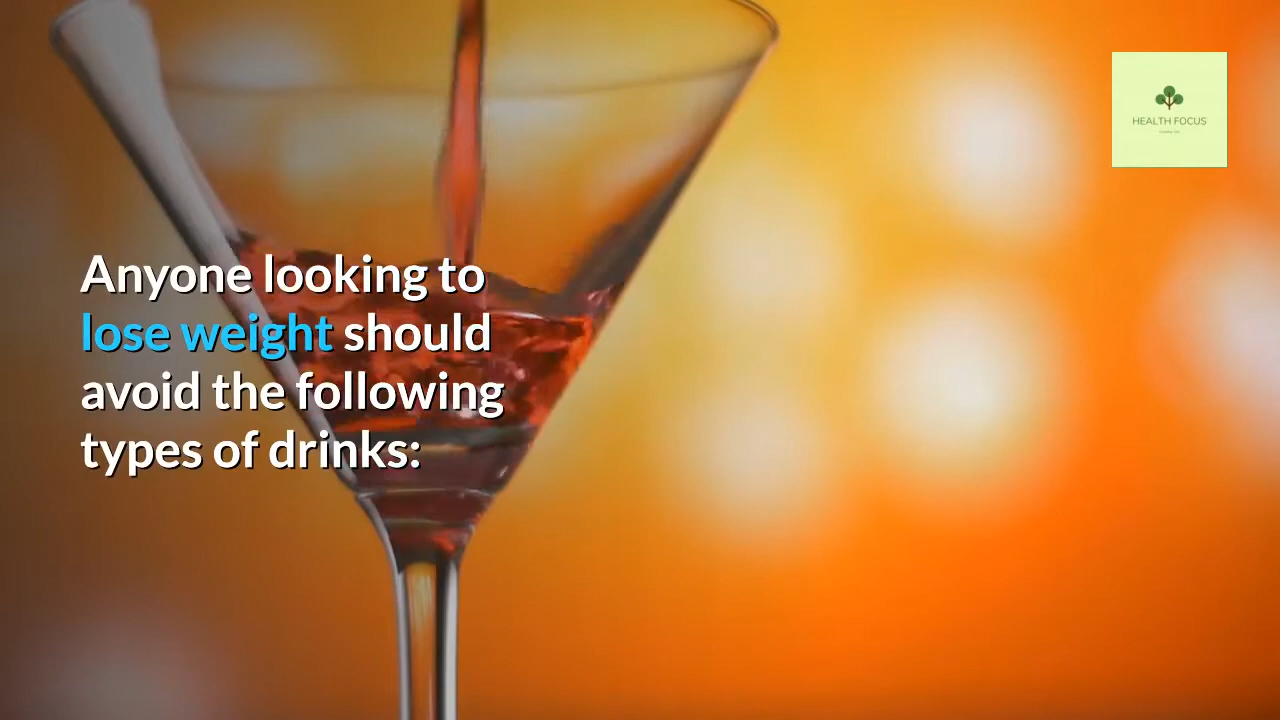 HEALTH FOCUS
Anyone looking to
lose weight should
avoid the following
types of drinks: